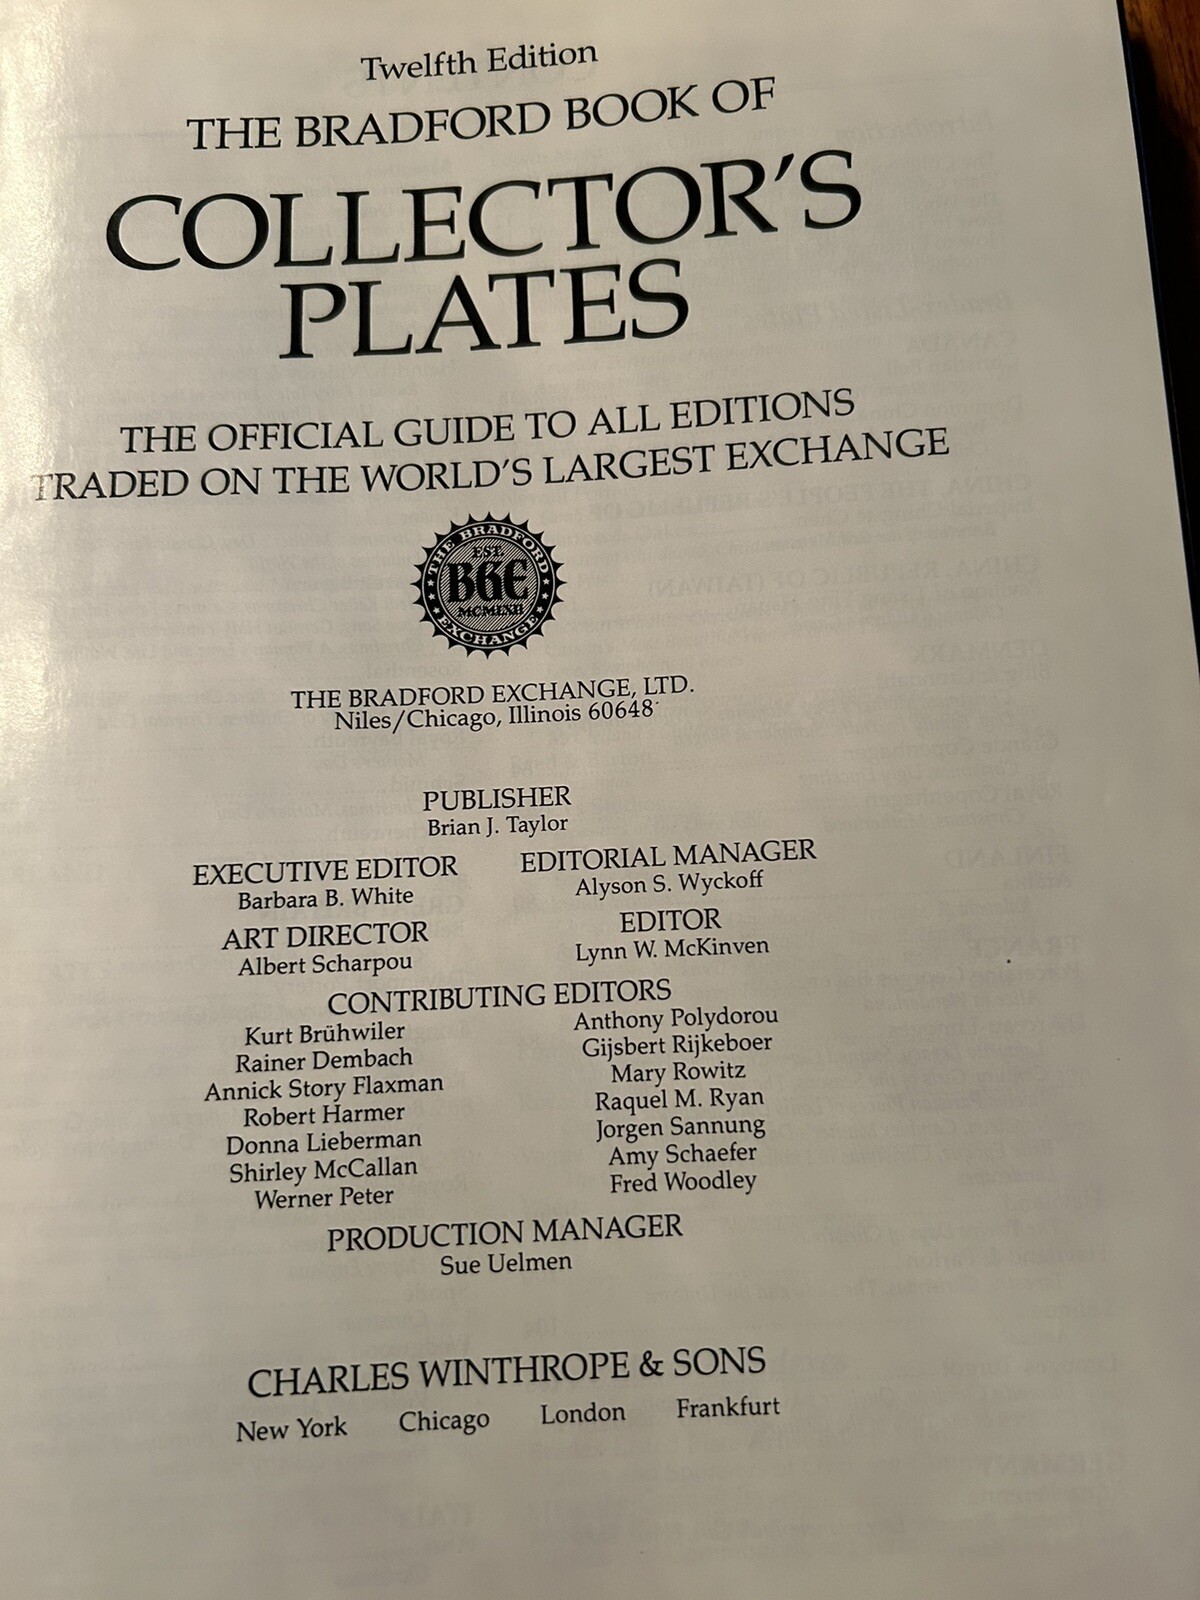 Twelfth Edition
THE BRADFORD BOOK OF
COLLECTOR'S
PLATES
THE OFFICIAL GUIDE TO ALL EDITIONS
TRADED ON THE WORLD'S LARGEST EXCHANGE
THE BRADFORD
EST.
BGE
MCMLXII
EXCHANGE
THE BRADFORD EXCHANGE, LTD.
Niles/Chicago, Illinois 60648
PUBLISHER
Brian J. Taylor
EXECUTIVE EDITOR
Barbara B. White
EDITORIAL MANAGER
Alyson S. Wyckoff
ART DIRECTOR
Albert Scharpou
EDITOR
Lynn W. McKinven
CONTRIBUTING EDITORS
Kurt Brühwiler
Rainer Dembach
Annick Story Flaxman
Robert Harmer
Donna Lieberman
Shirley McCallan
Werner Peter
Anthony Polydorou
Gijsbert Rijkeboer
Mary Rowitz
Raquel M. Ryan
Jorgen Sannung
Amy Schaefer
Fred Woodley
PRODUCTION MANAGER
Sue Uelmen
CHARLES WINTHROPE & SONS
New York Chicago London Frankfurt